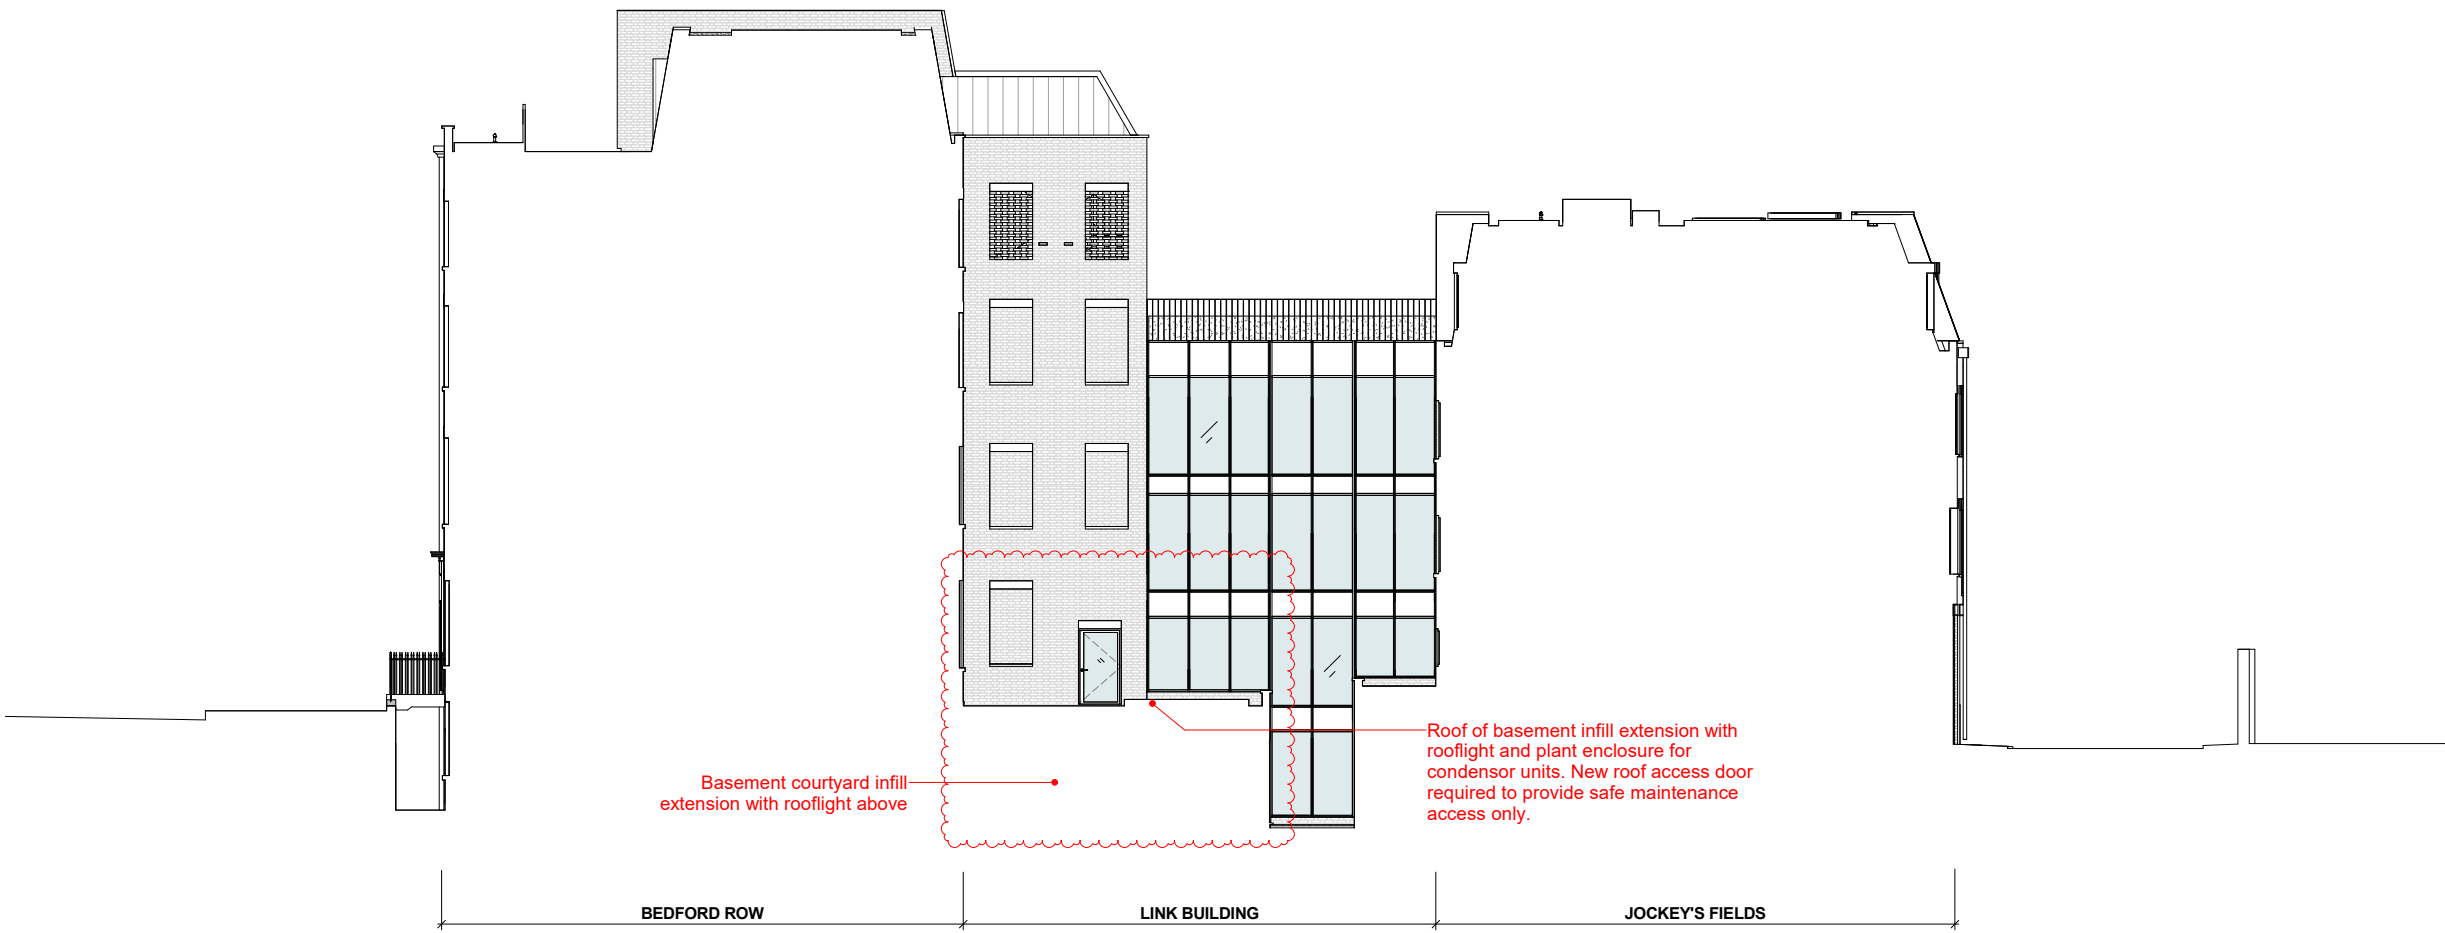 Basement courtyard infill
extension with rooflight above
Roof of basement infill extension with
rooflight and plant enclosure for
condensor units. New roof access door
required to provide safe maintenance
access only.
BEDFORD ROW
LINK BUILDING
JOCKEY'S FIELDS